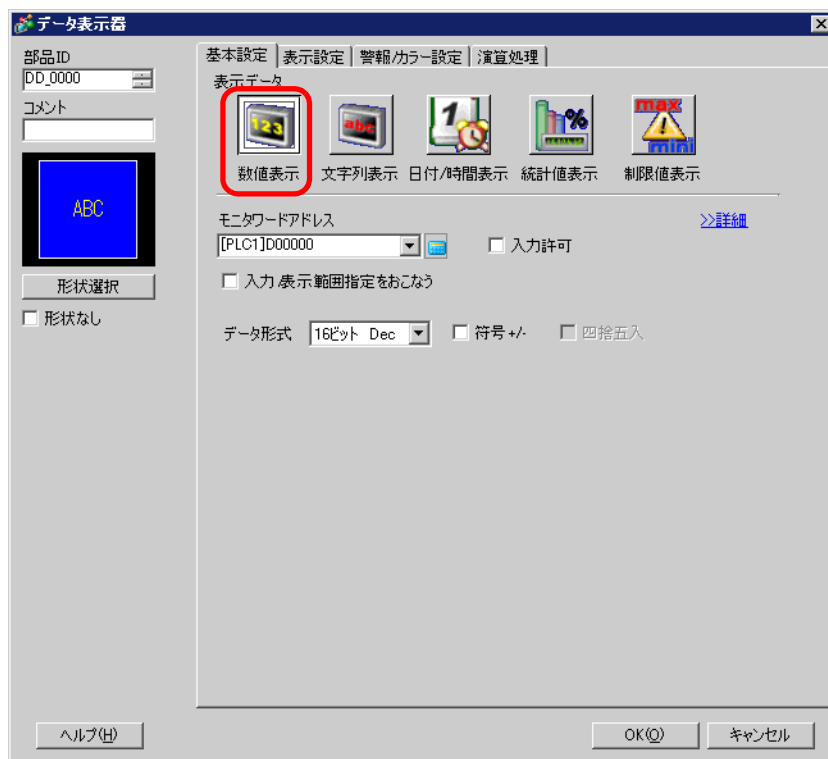 データ表示器
部品ID
DD_0000
コメント
ABC
形状選択
形状なし
基本設定 表示設定 警報/カラー設定 演算処理
表示データ
123 abc 1 % max mini
数値表示 文字列表示 日付/時間表示 統計値表示 制限値表示
モニタワードアドレス >>詳細
[PLC1]D00000 入力許可
入力/表示範囲指定をおこなう
データ形式 16ビット Dec 符号+/- 四捨五入
ヘルプ(H) OK(O) キャンセル